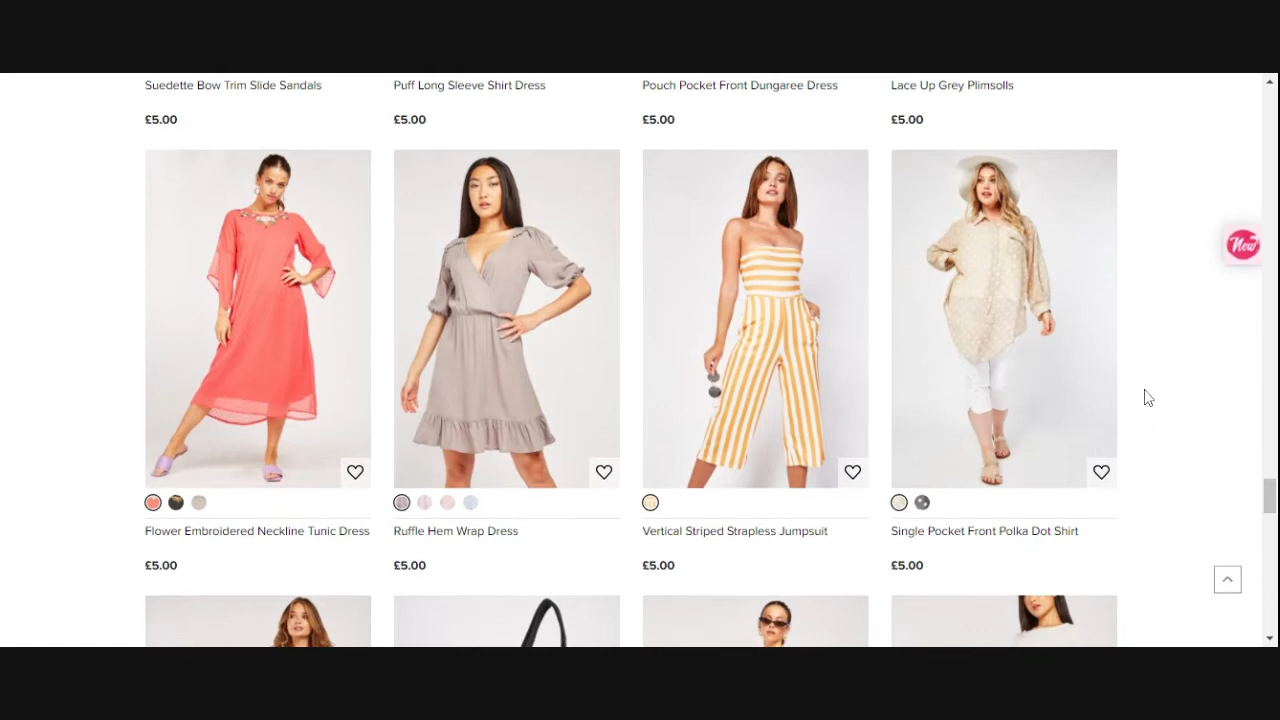 Suedette Bow Trim Slide Sandals
Puff Long Sleeve Shirt Dress
Pouch Pocket Front Dungaree Dress
Lace Up Grey Plimsolls
£5.00
£5.00
£5.00
£5.00
New
Flower Embroidered Neckline Tunic Dress
Ruffle Hem Wrap Dress
Vertical Striped Strapless Jumpsuit
Single Pocket Front Polka Dot Shirt
£5.00
£5.00
£5.00
£5.00